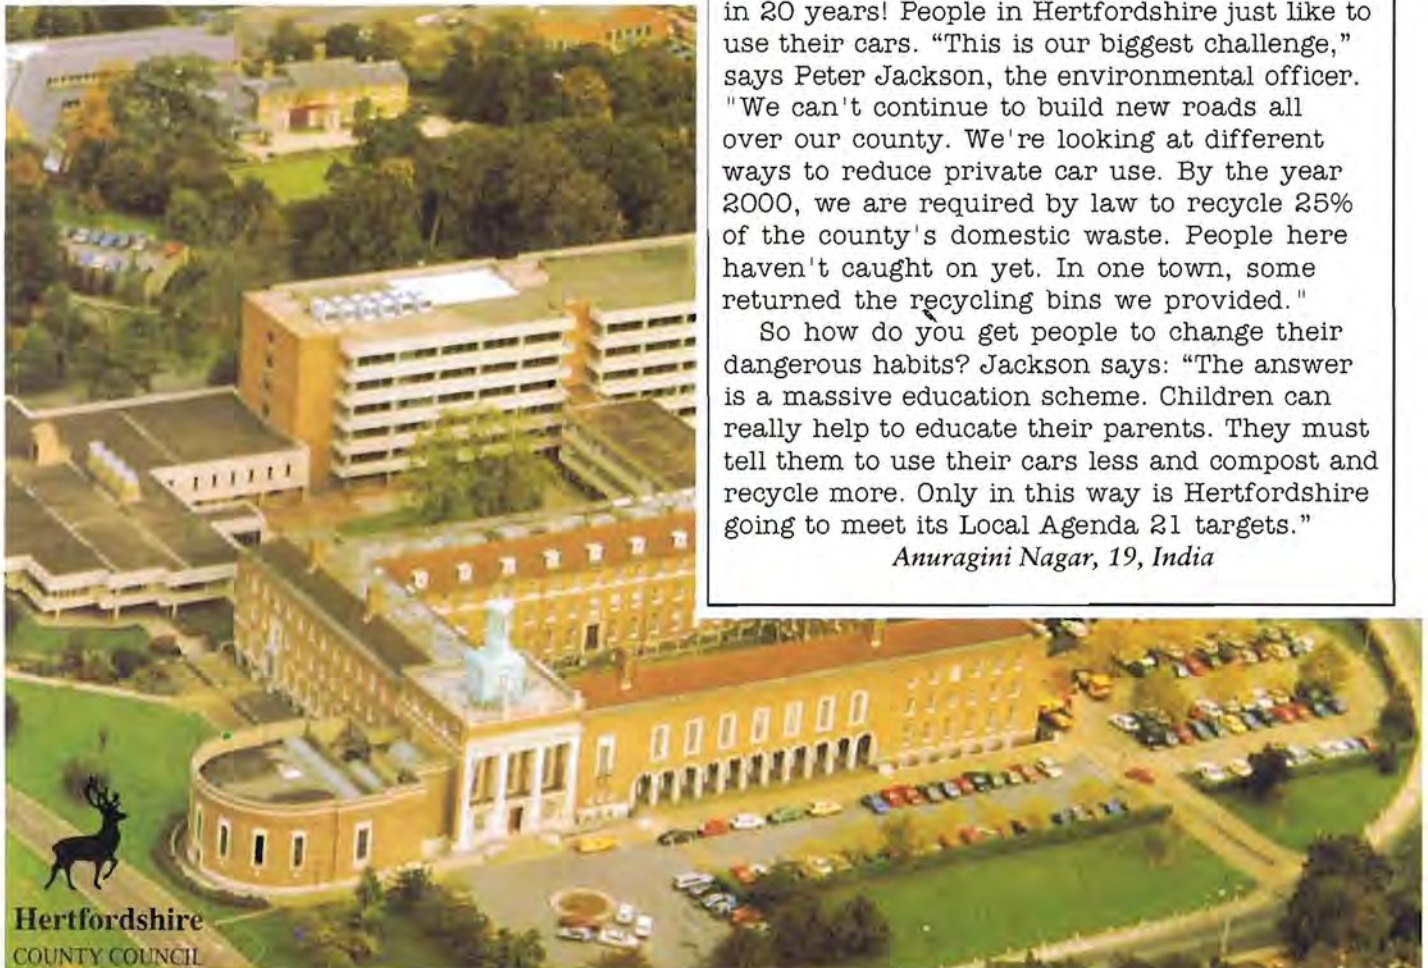 in 20 years! People in Hertfordshire just like to
use their cars. “This is our biggest challenge,”
says Peter Jackson, the environmental officer.
"We can't continue to build new roads all
over our county. We're looking at different
ways to reduce private car use. By the year
2000, we are required by law to recycle 25%
of the county's domestic waste. People here
haven't caught on yet. In one town, some
returned the recycling bins we provided."
So how do you get people to change their
dangerous habits? Jackson says: “The answer
is a massive education scheme. Children can
really help to educate their parents. They must
tell them to use their cars less and compost and
recycle more. Only in this way is Hertfordshire
going to meet its Local Agenda 21 targets.”
Anuragini Nagar, 19, India
Hertfordshire
COUNTY COUNCIL